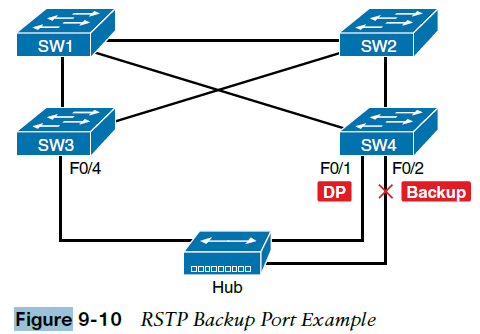 SW1
SW2
SW3
SW4
F0/4
F0/1
F0/2
DP
Backup
Hub
Figure 9-10 RSTP Backup Port Example